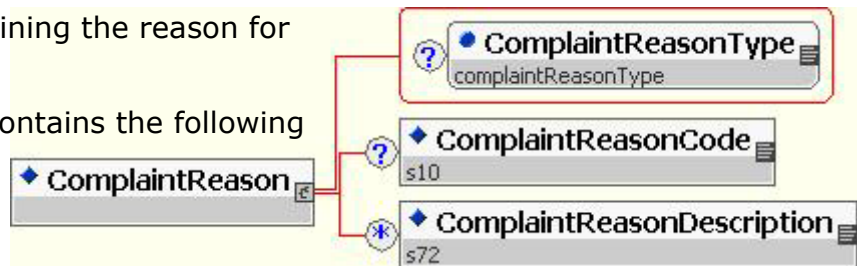 ining the reason for
ontains the following
ComplaintReason
? ComplaintReasonType
complaintReasonType
? ComplaintReasonCode
s10
* ComplaintReasonDescription
s72